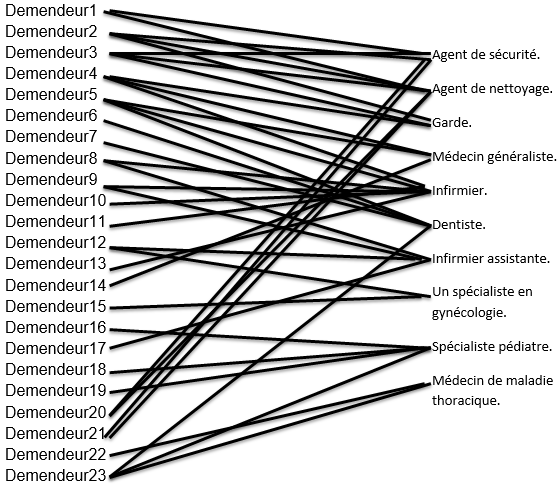 Demendeur1
Demendeur2
Demendeur3
Demendeur4
Demendeur5
Demendeur6
Demendeur7
Demendeur8
Demendeur9
Demendeur10
Demendeur11
Demendeur12
Demendeur13
Demendeur14
Demendeur15
Demendeur16
Demendeur17
Demendeur18
Demendeur19
Demendeur20
Demendeur21
Demendeur22
Demendeur23
Agent de sécurité.
Agent de nettoyage.
Garde.
Médecin généraliste.
Infirmier.
Dentiste.
Infirmier assistante.
Un spécialiste en
gynécologie.
Spécialiste pédiatre.
Médecin de maladie
thoracique.